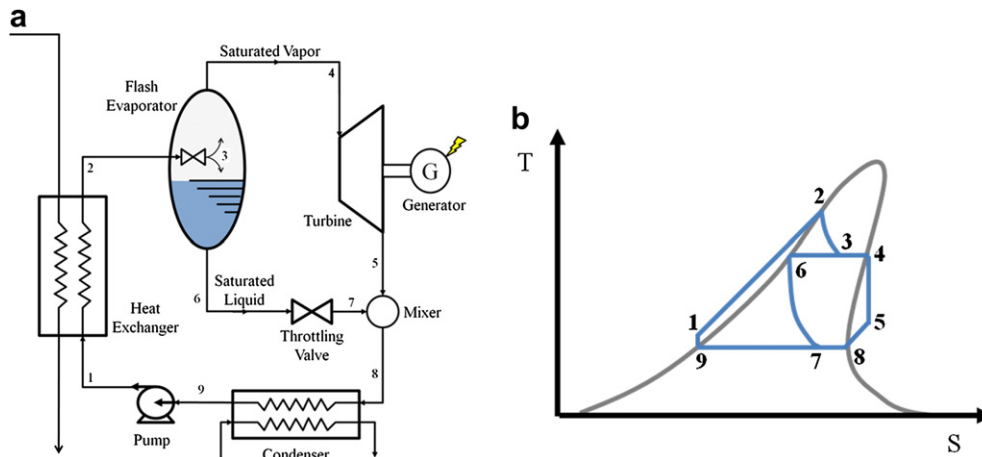 a
Saturated Vapor
4
Flash
Evaporator
3
2
G
Generator
Turbine
5
6
Saturated
Liquid
7
Mixer
Throttling
Valve
Heat
Exchanger
1
9
8
Pump
Condenser
b
T
2
3
4
6
1
5
9
7
8
S